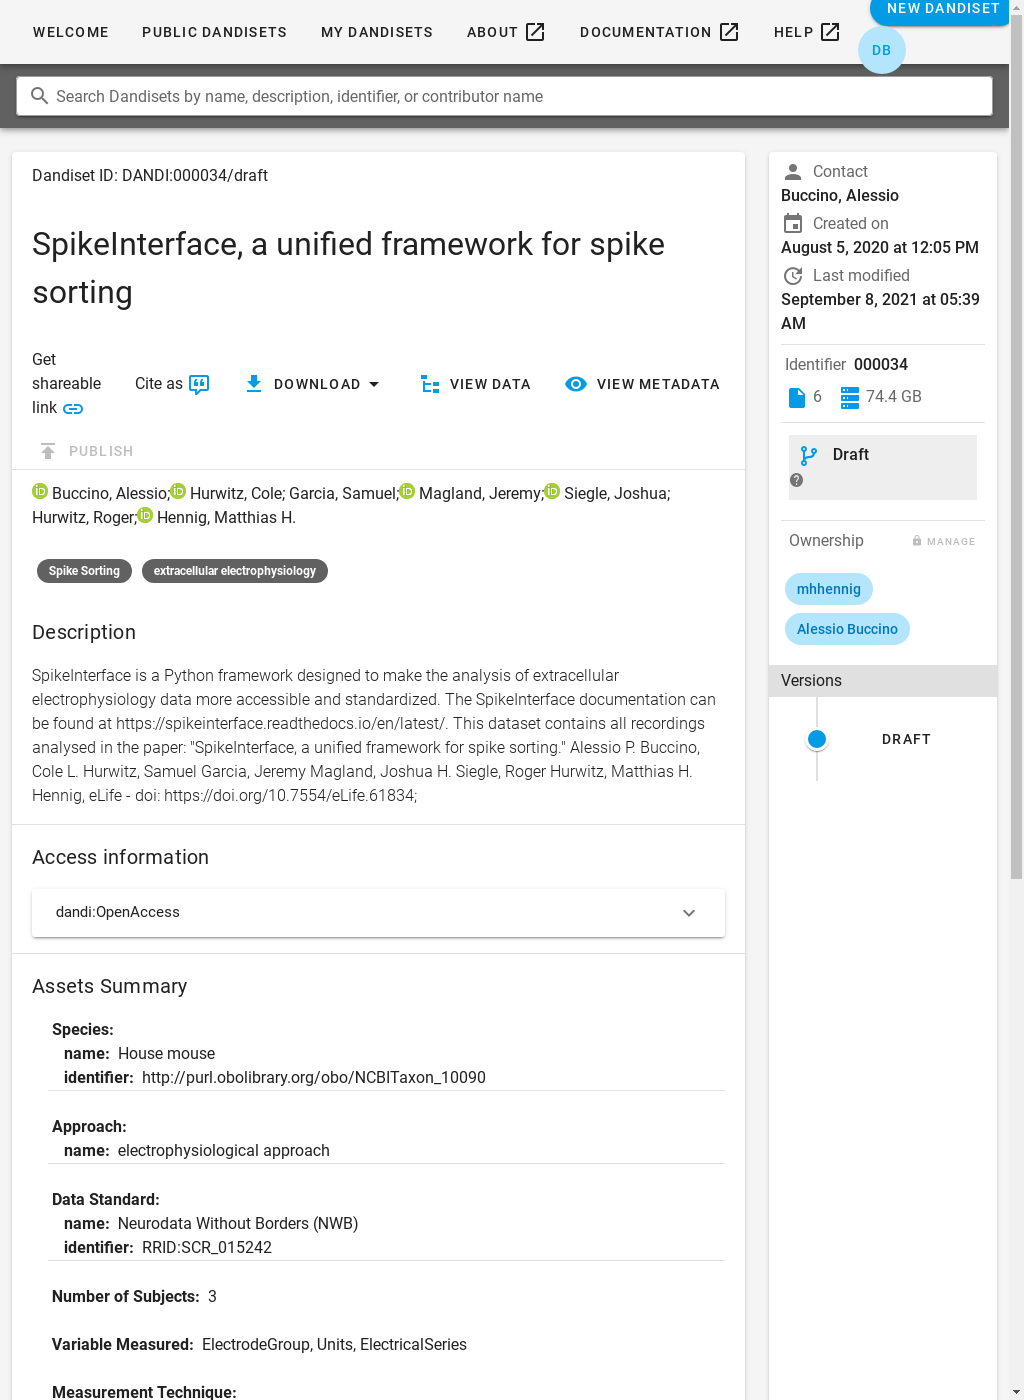 NEW DANDISET
WELCOME PUBLIC DANDISETS MY DANDISETS ABOUT DOCUMENTATION HELP
DB
Search Dandisets by name, description, identifier, or contributor name
Dandiset ID: DANDI:000034/draft
SpikeInterface, a unified framework for spike
sorting
Get
shareable
link
Cite as
DOWNLOAD
VIEW DATA
VIEW METADATA
PUBLISH
iD Buccino, Alessio; iD Hurwitz, Cole; Garcia, Samuel; iD Magland, Jeremy; iD Siegle, Joshua;
Hurwitz, Roger; iD Hennig, Matthias H.
Spike Sorting extracellular electrophysiology
Description
SpikeInterface is a Python framework designed to make the analysis of extracellular
electrophysiology data more accessible and standardized. The SpikeInterface documentation can
be found at https://spikeinterface.readthedocs.io/en/latest/. This dataset contains all recordings
analysed in the paper: "SpikeInterface, a unified framework for spike sorting." Alessio P. Buccino,
Cole L. Hurwitz, Samuel Garcia, Jeremy Magland, Joshua H. Siegle, Roger Hurwitz, Matthias H.
Hennig, eLife - doi: https://doi.org/10.7554/eLife.61834;
Access information
dandi:OpenAccess
Assets Summary
Species:
name: House mouse
identifier: http://purl.obolibrary.org/obo/NCBITaxon_10090
Approach:
name: electrophysiological approach
Data Standard:
name: Neurodata Without Borders (NWB)
identifier: RRID:SCR_015242
Number of Subjects: 3
Variable Measured: ElectrodeGroup, Units, ElectricalSeries
Measurement Technique:
Contact
Buccino, Alessio
Created on
August 5, 2020 at 12:05 PM
Last modified
September 8, 2021 at 05:39
AM
Identifier 000034
6 74.4 GB
Draft
?
Ownership MANAGE
mhhennig
Alessio Buccino
Versions
DRAFT